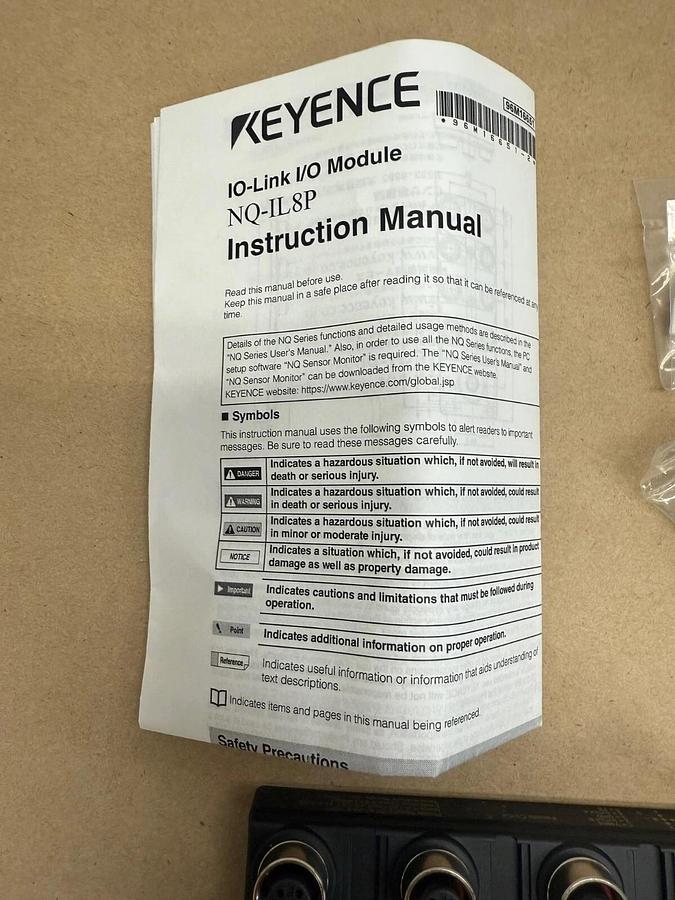 KEYENCE
96M16651
*96M16651-2
IO-Link I/O Module
NQ-IL8P
Instruction Manual
Read this manual before use.
Keep this manual in a safe place after reading it so that it can be referenced at any
time.
Details of the NQ Series functions and detailed usage methods are described in the
"NQ Series User's Manual." Also, in order to use all the NQ Series functions, the PC
setup software "NQ Sensor Monitor" is required. The "NQ Series User's Manual" and
"NQ Sensor Monitor" can be downloaded from the KEYENCE website.
KEYENCE website: https://www.keyence.com/global.jsp
■ Symbols
This instruction manual uses the following symbols to alert readers to important
messages. Be sure to read these messages carefully.
DANGER Indicates a hazardous situation which, if not avoided, will result in
death or serious injury.
WARNING Indicates a hazardous situation which, if not avoided, could result
in death or serious injury.
CAUTION Indicates a hazardous situation which, if not avoided, could result
in minor or moderate injury.
NOTICE Indicates a situation which, if not avoided, could result in product
damage as well as property damage.
Important Indicates cautions and limitations that must be followed during
operation.
Point Indicates additional information on proper operation.
Reference Indicates useful information or information that aids understanding of
text descriptions.
Indicates items and pages in this manual being referenced.
Safety Precautions